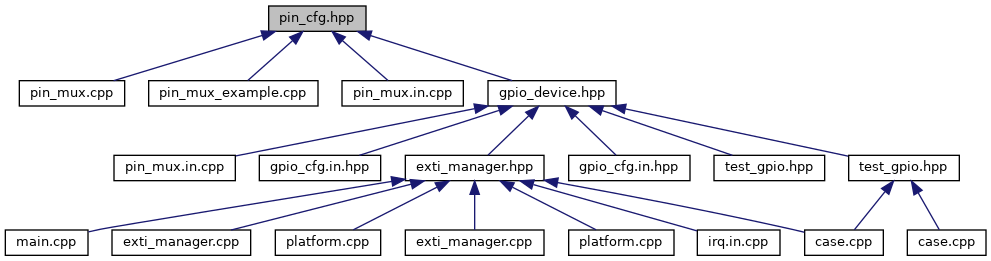 pin_cfg.hpp
pin_mux.cpp
pin_mux_example.cpp
pin_mux.in.cpp
gpio_device.hpp
pin_mux.in.cpp
gpio_cfg.in.hpp
exti_manager.hpp
gpio_cfg.in.hpp
test_gpio.hpp
test_gpio.hpp
main.cpp
exti_manager.cpp
platform.cpp
exti_manager.cpp
platform.cpp
irq.in.cpp
case.cpp
case.cpp